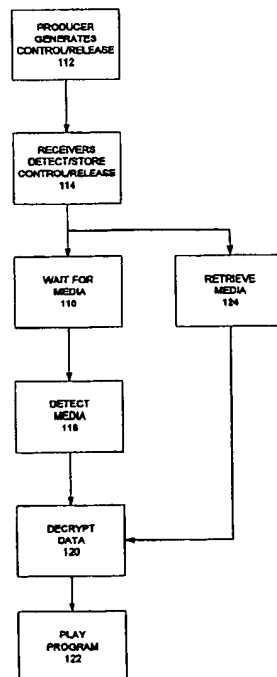 PRODUCER
GENERATES
CONTROL/RELEASE
112
RECEIVERS
DETECT/STORE
CONTROL/RELEASE
114
WAIT FOR
MEDIA
116
RETRIEVE
MEDIA
124
DETECT
MEDIA
118
DECRYPT
DATA
120
PLAY
PROGRAM
122